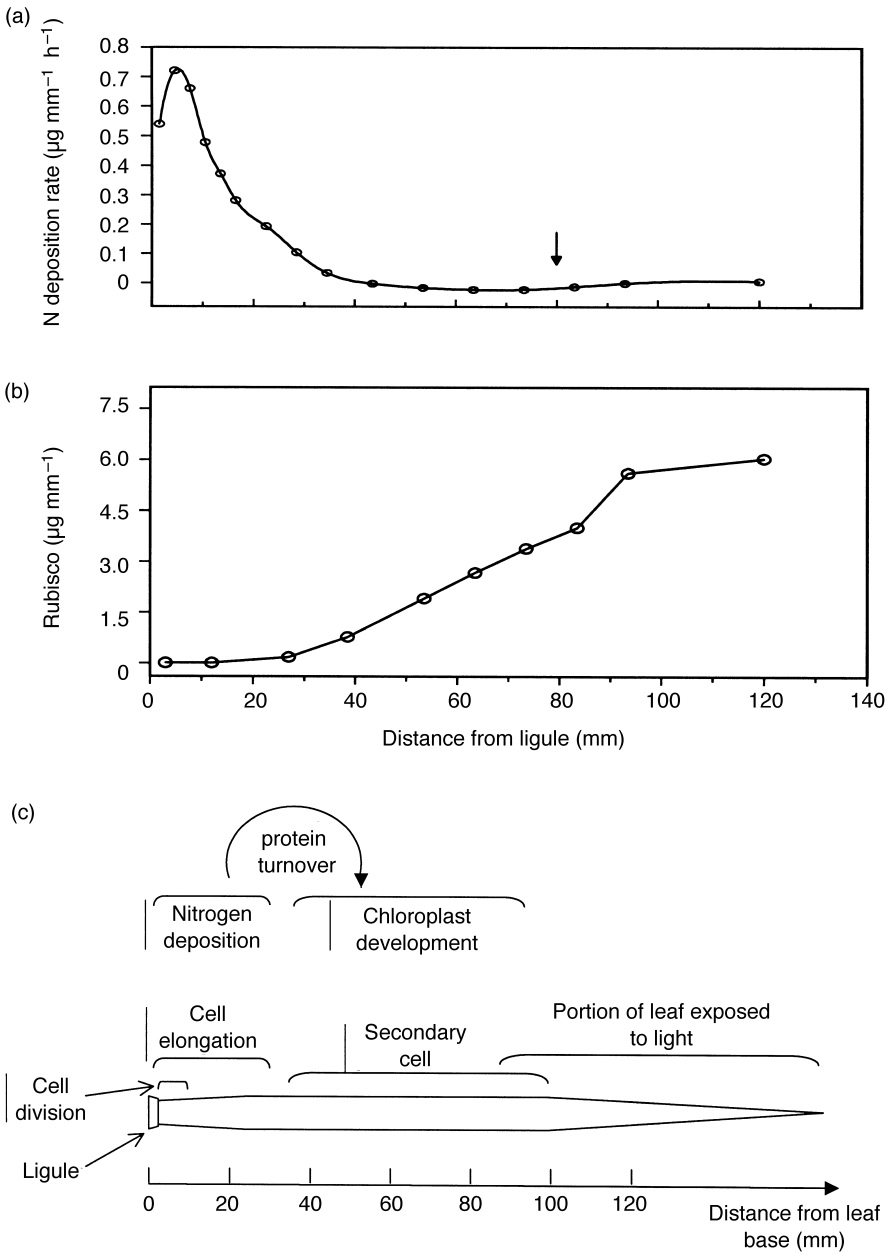 (a)
N deposition rate (µg mm⁻¹ h⁻¹)
0.8
0.7
0.6
0.5
0.4
0.3
0.2
0.1
0
(b)
Rubisco (µg mm⁻¹)
7.5
6.0
4.5
3.0
1.5
0
0 20 40 60 80 100 120 140
Distance from ligule (mm)
(c)
protein
turnover
Nitrogen
deposition
Chloroplast
development
Cell
elongation
Secondary
cell
Portion of leaf exposed
to light
Cell
division
Ligule
0 20 40 60 80 100 120
Distance from leaf
base (mm)